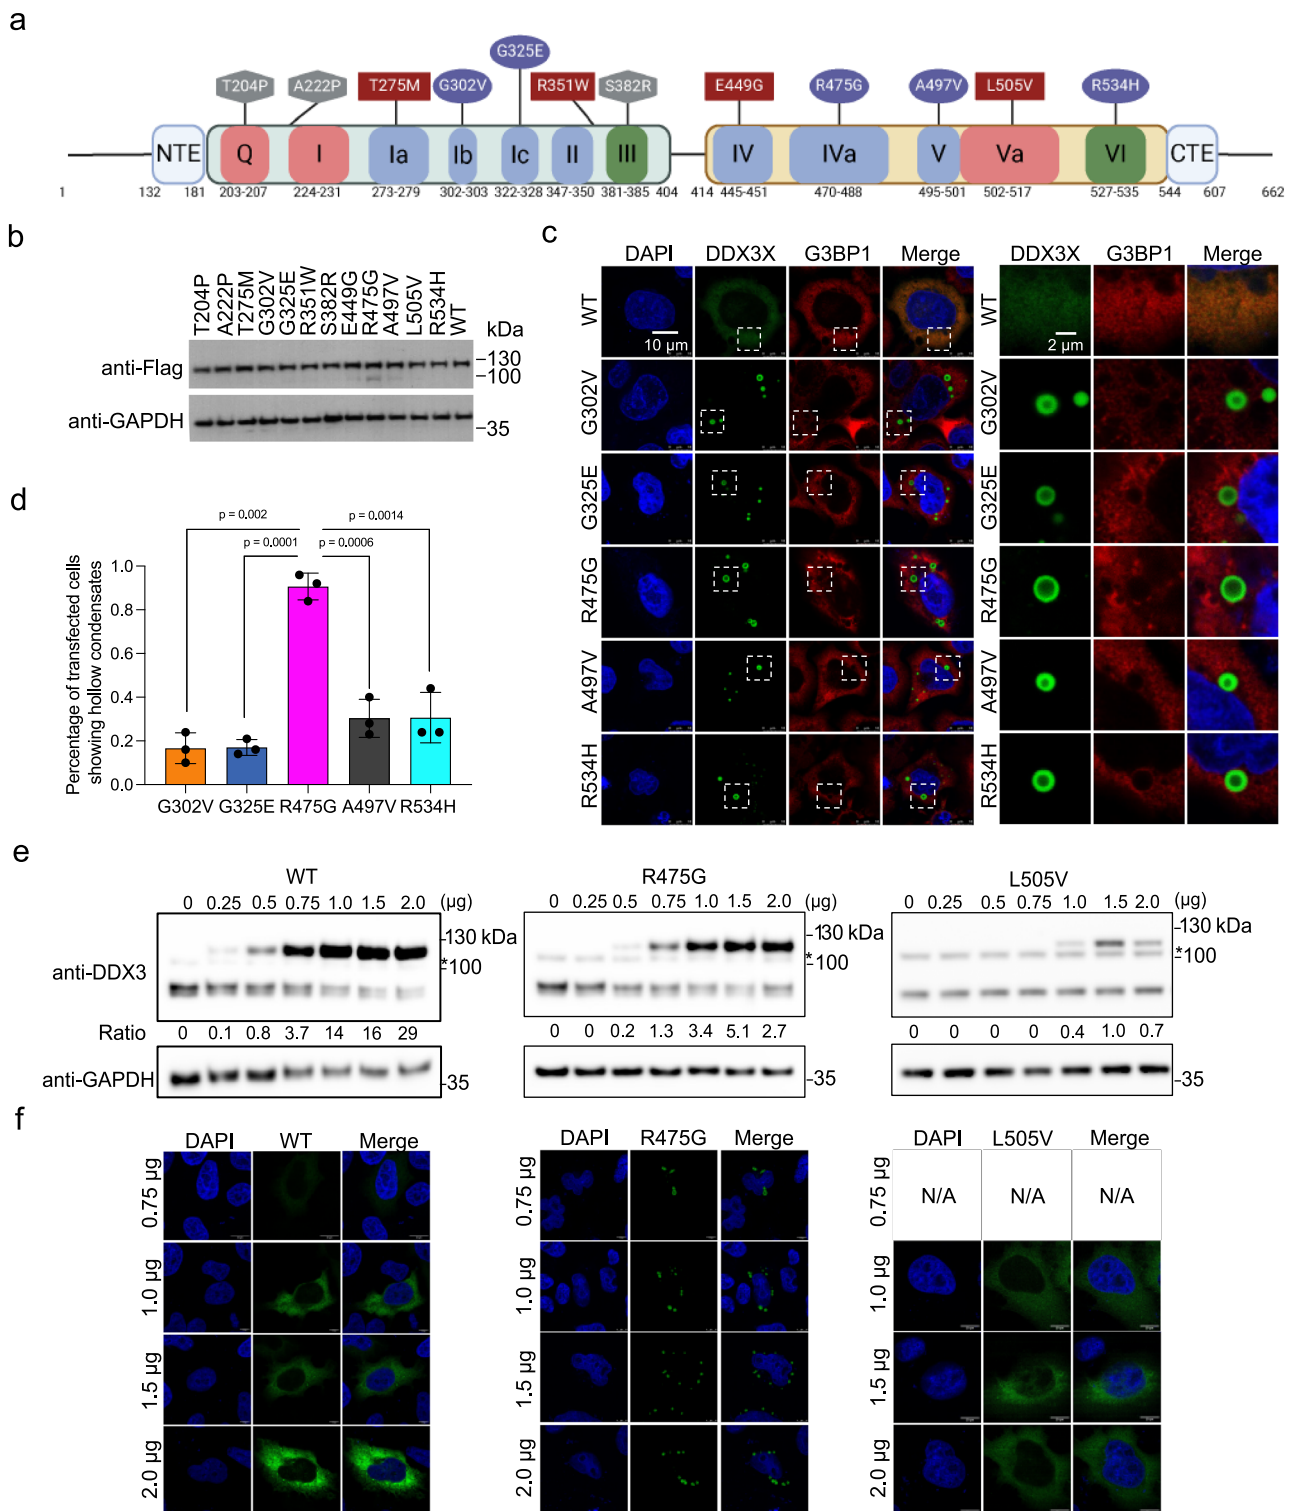 a
G325E
T204P A222P T275M G302V R351W S382R E449G R475G A497V L505V R534H
NTE Q I Ia Ib Ic II III IV IVa V Va VI CTE
1 132 181 203-207 224-231 273-279 302-303 322-328 347-350 381-385 404 414 445-451 470-488 495-501 502-517 527-535 544 607 662
b
T204P A222P T275M G302V G325E R351W S382R E449G R475G A497V L505V R534H WT
kDa
anti-Flag
-130
-100
anti-GAPDH
-35
c
DAPI DDX3X G3BP1 Merge DDX3X G3BP1 Merge
WT
10 µm
WT
2 µm
G302V G302V
G325E G325E
R475G R475G
A497V A497V
R534H R534H
d
p = 0.002 p = 0.0014
p = 0.0001 p = 0.0006
Percentage of transfected cells
showing hollow condensates
1.0
0.8
0.6
0.4
0.2
0.0
G302V G325E R475G A497V R534H
e
WT
0 0.25 0.5 0.75 1.0 1.5 2.0 (µg)
anti-DDX3
-130 kDa
*
-100
Ratio 0 0.1 0.8 3.7 14 16 29
anti-GAPDH
-35
R475G
0 0.25 0.5 0.75 1.0 1.5 2.0 (µg)
-130 kDa
*
-100
0 0 0.2 1.3 3.4 5.1 2.7
-35
L505V
0 0.25 0.5 0.75 1.0 1.5 2.0 (µg)
-130 kDa
*
-100
0 0 0 0 0.4 1.0 0.7
-35
f
DAPI WT Merge
0.75 µg
1.0 µg
1.5 µg
2.0 µg
DAPI R475G Merge
0.75 µg
1.0 µg
1.5 µg
2.0 µg
DAPI L505V Merge
0.75 µg
N/A N/A N/A
1.0 µg
1.5 µg
2.0 µg